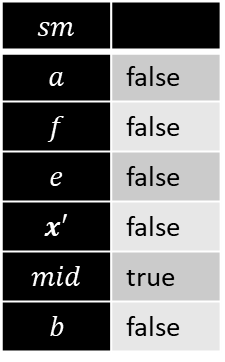 sm
a false
f false
e false
x′ false
mid true
b false